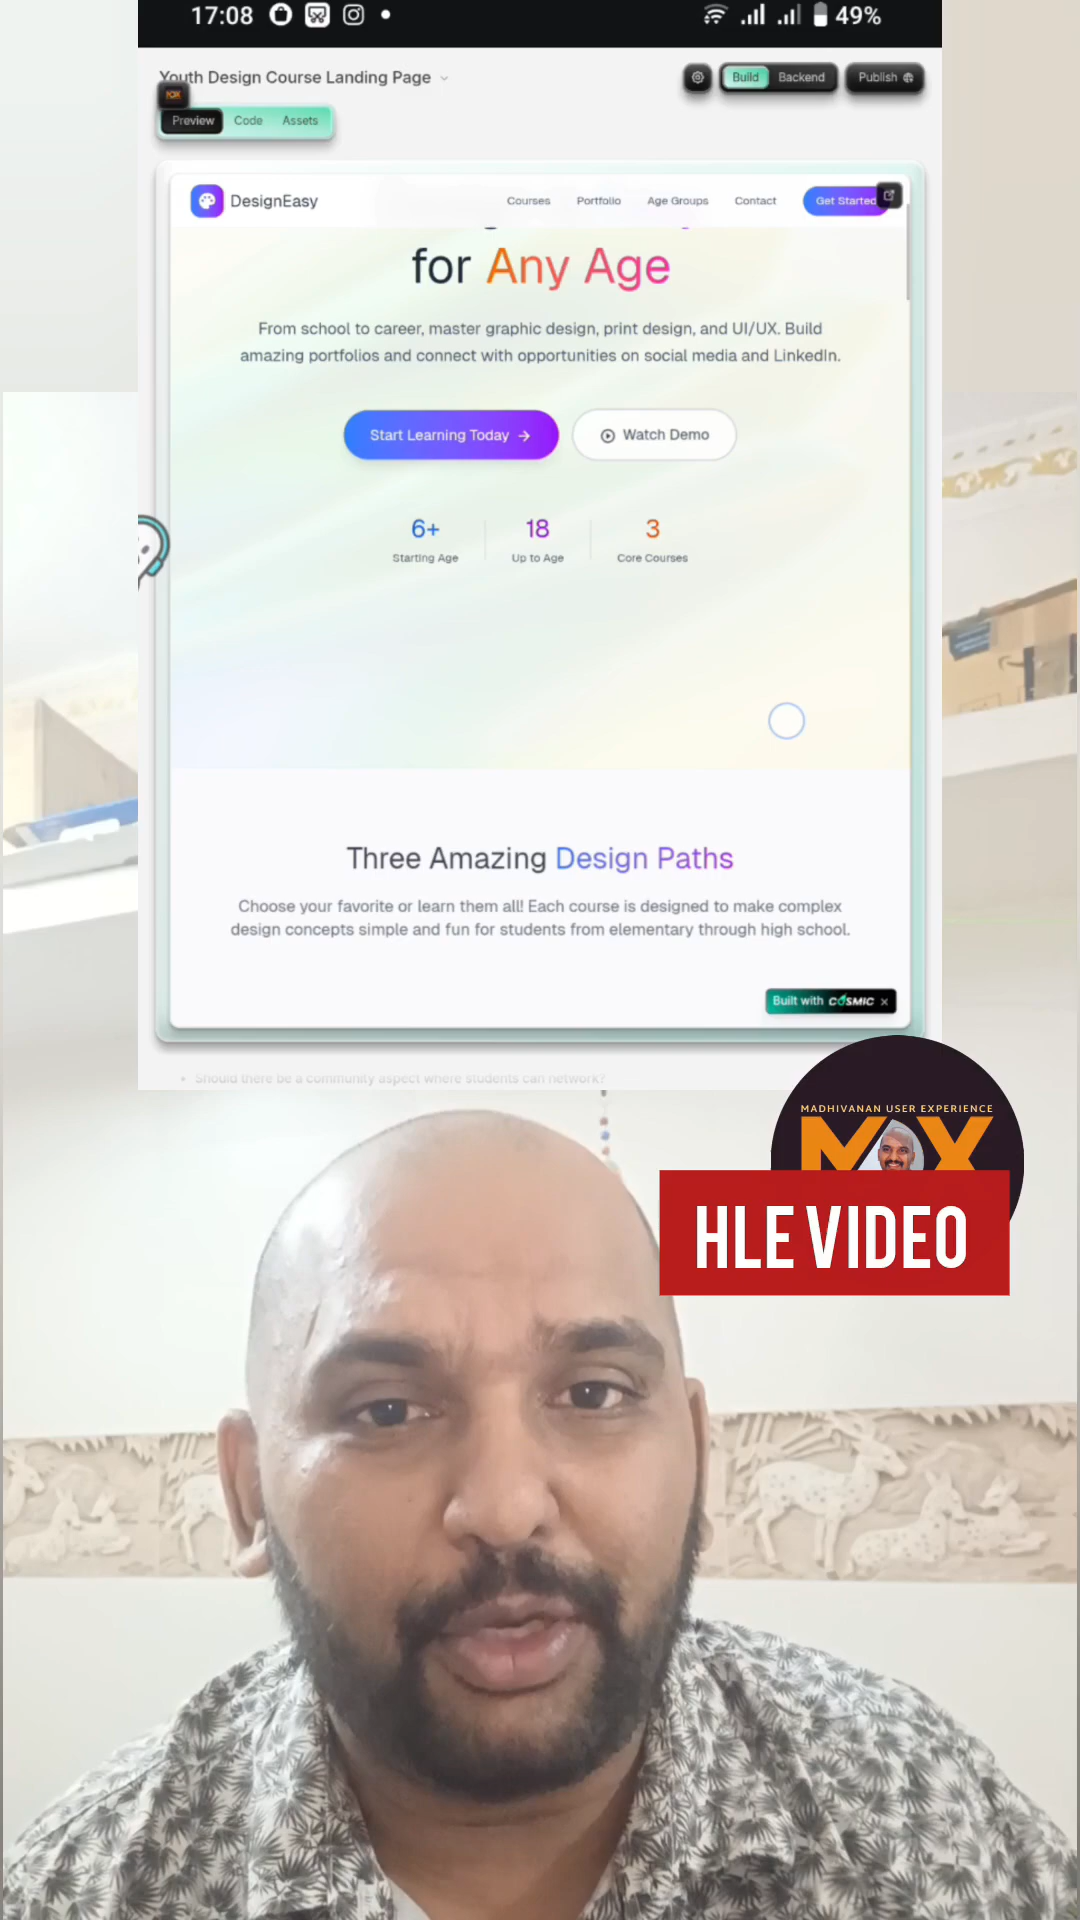 17:08
49%
Youth Design Course Landing Page
Build
Backend
Publish
MX
Preview
Code
Assets
DesignEasy
Courses
Portfolio
Age Groups
Contact
Get Started
for Any Age
From school to career, master graphic design, print design, and UI/UX. Build
amazing portfolios and connect with opportunities on social media and LinkedIn.
Start Learning Today →
Watch Demo
6+
18
3
Starting Age
Up to Age
Core Courses
Three Amazing Design Paths
Choose your favorite or learn them all! Each course is designed to make complex
design concepts simple and fun for students from elementary through high school.
Built with COSMIC ×
• Should there be a community aspect where students can network?
MADHIVANAN USER EXPERIENCE
MX
HLE VIDEO